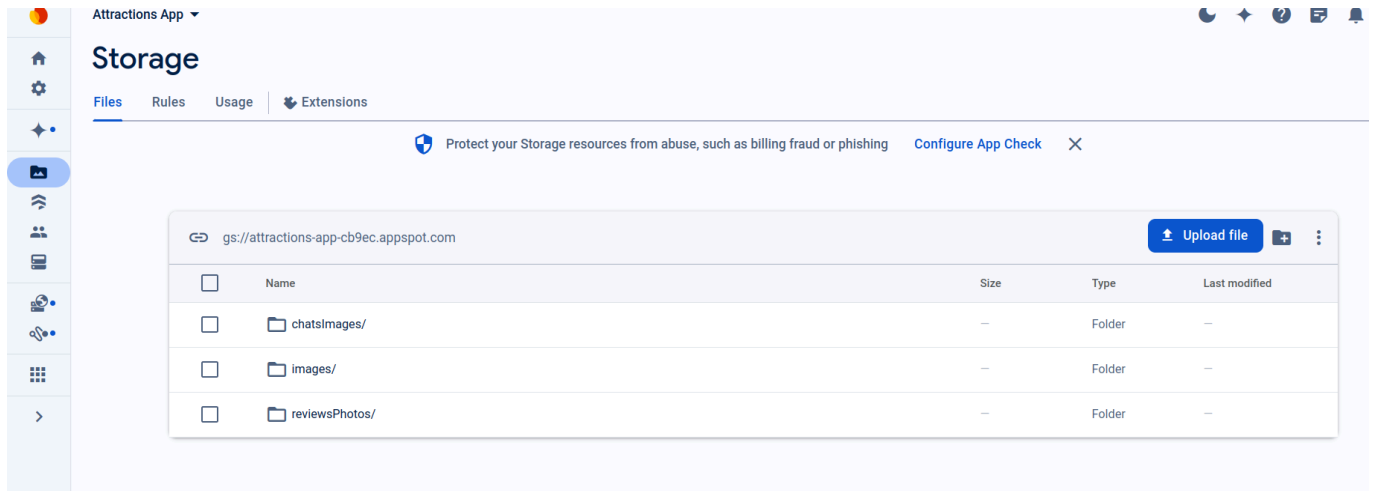 Attractions App
Storage
Files Rules Usage Extensions
Protect your Storage resources from abuse, such as billing fraud or phishing Configure App Check
gs://attractions-app-cb9ec.appspot.com Upload file
Name Size Type Last modified
chatsImages/ — Folder —
images/ — Folder —
reviewsPhotos/ — Folder —